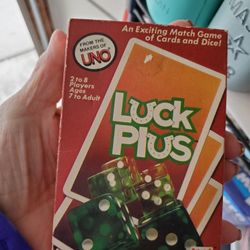 An Exciting Match Game
of Cards and Dice!
FROM THE
MAKERS OF
UNO
2 to 8
Players
Ages
7 to Adult
Luck
Plus